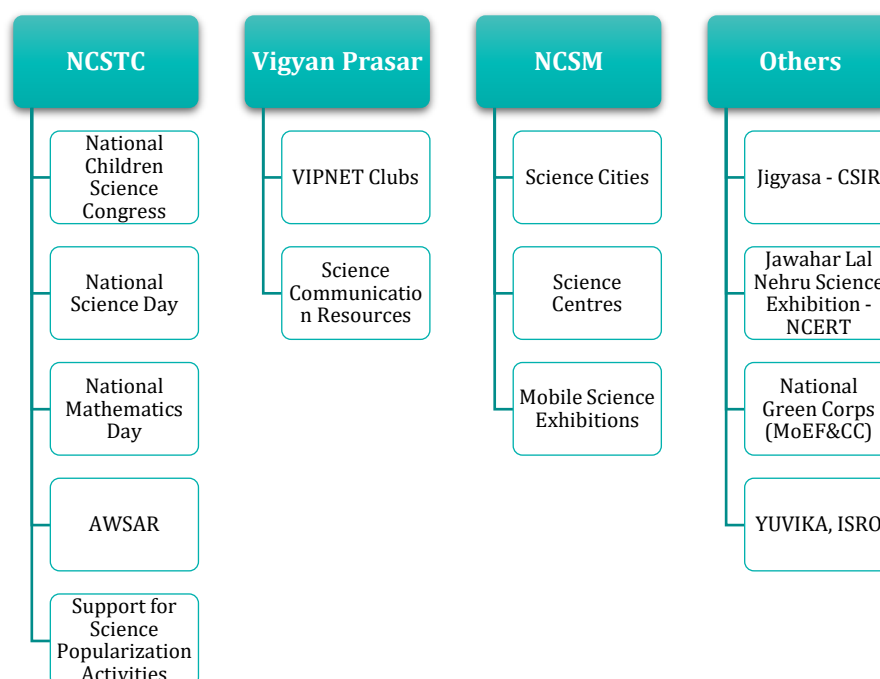 NCSTC
National
Children
Science
Congress
National
Science Day
National
Mathematics
Day
AWSAR
Support for
Science
Popularization
Activities
Vigyan Prasar
VIPNET Clubs
Science
Communicatio
n Resources
NCSM
Science Cities
Science
Centres
Mobile Science
Exhibitions
Others
Jigyasa - CSIR
Jawahar Lal
Nehru Science
Exhibition -
NCERT
National
Green Corps
(MoEF&CC)
YUVIKA, ISRO